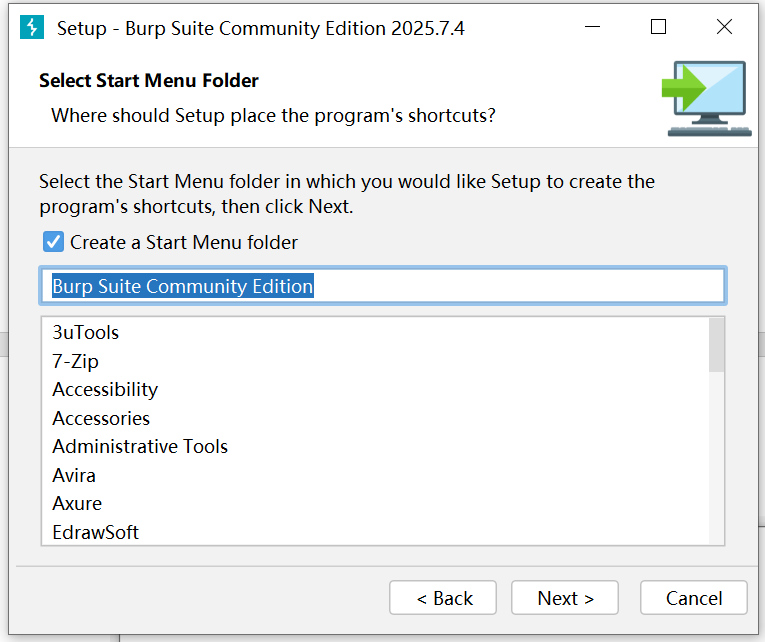 Setup - Burp Suite Community Edition 2025.7.4
Select Start Menu Folder
Where should Setup place the program's shortcuts?
Select the Start Menu folder in which you would like Setup to create the
program's shortcuts, then click Next.
Create a Start Menu folder
Burp Suite Community Edition
3uTools
7-Zip
Accessibility
Accessories
Administrative Tools
Avira
Axure
EdrawSoft
< Back
Next >
Cancel